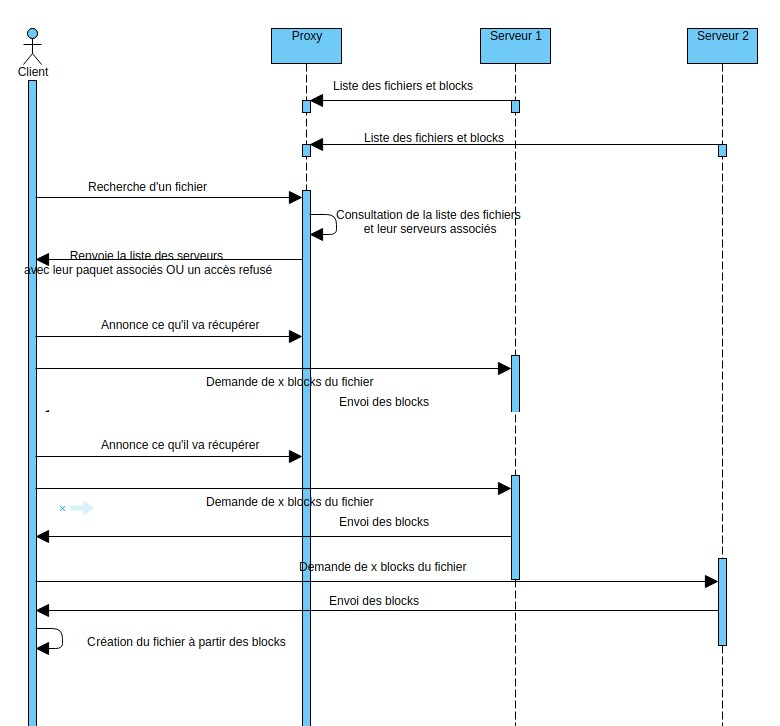 Client
Proxy
Serveur 1
Serveur 2
Liste des fichiers et blocks
Liste des fichiers et blocks
Recherche d'un fichier
Consultation de la liste des fichiers
et leur serveurs associés
Renvoie la liste des serveurs
avec leur paquet associés OU un accès refusé
Annonce ce qu'il va récupérer
Demande de x blocks du fichier
Envoi des blocks
Annonce ce qu'il va récupérer
Demande de x blocks du fichier
Envoi des blocks
Demande de x blocks du fichier
Envoi des blocks
Création du fichier à partir des blocks